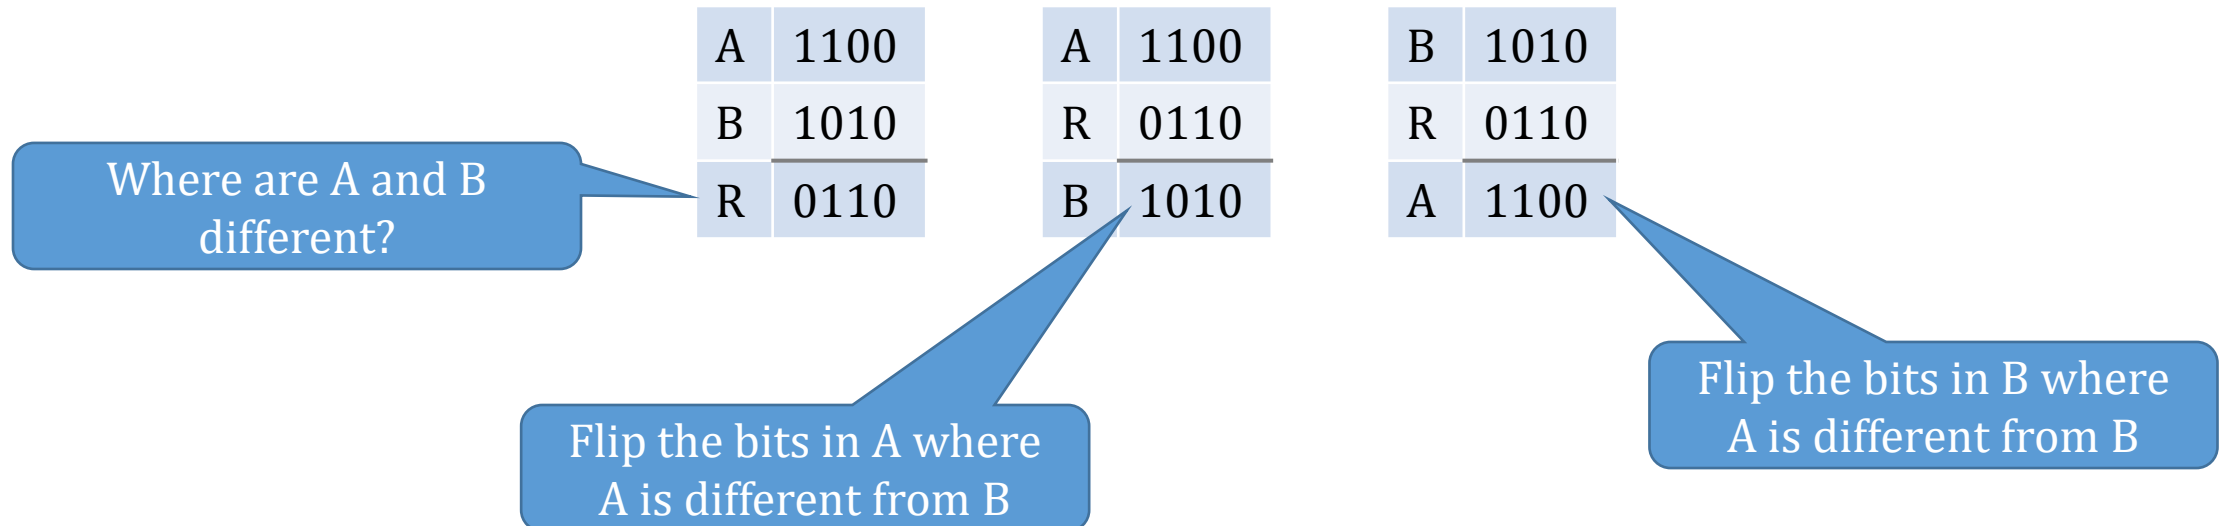 A 1100 A 1100 B 1010
B 1010 R 0110 R 0110
R 0110 B 1010 A 1100
Where are A and B
different?
Flip the bits in A where
A is different from B
Flip the bits in B where
A is different from B